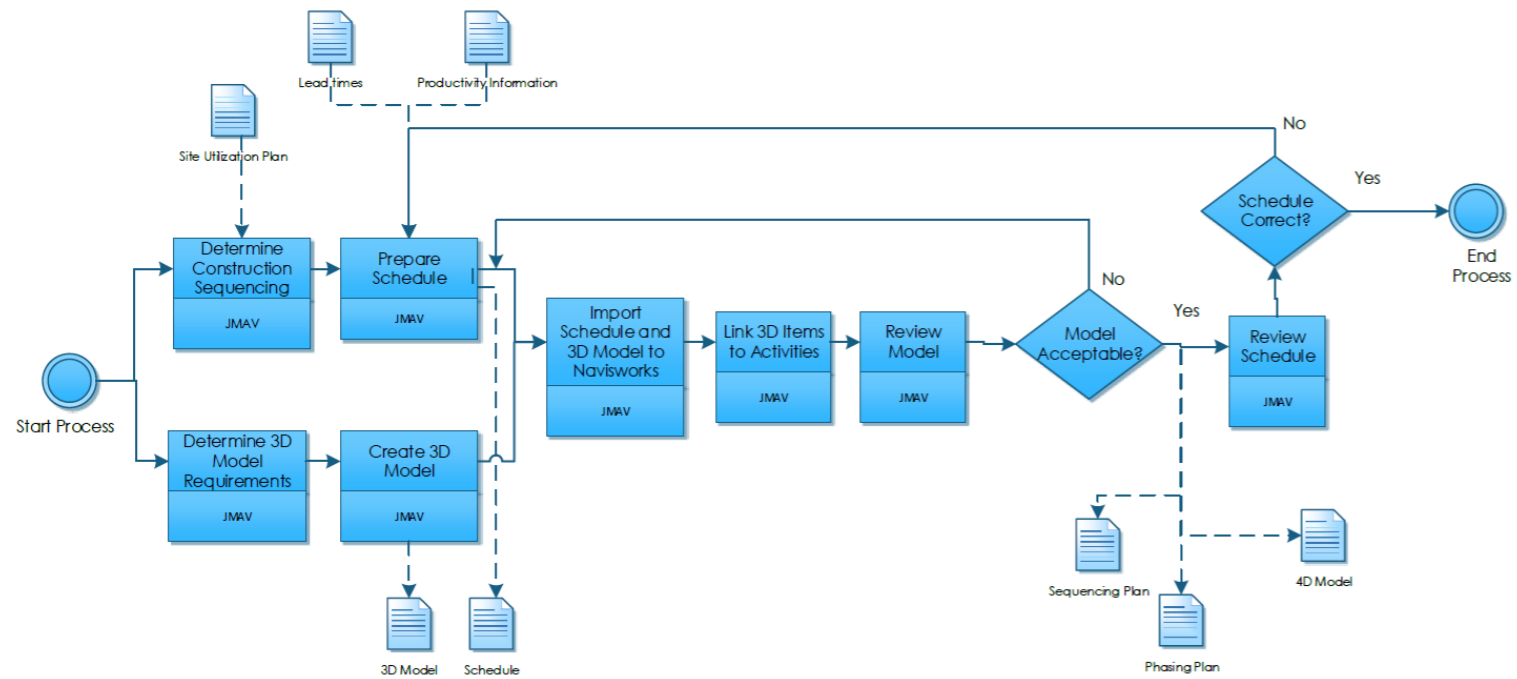 Lead times
Productivity Information
Site Utilization Plan
No
Yes
Schedule
Correct?
End
Process
Determine
Construction
Sequencing
JMAV
Prepare
Schedule
JMAV
No
Import
Schedule and
3D Model to
Navisworks
JMAV
Link 3D Items
to Activities
JMAV
Review
Model
JMAV
Model
Acceptable?
Yes
Review
Schedule
JMAV
Start Process
Determine 3D
Model
Requirements
JMAV
Create 3D
Model
JMAV
Sequencing Plan
4D Model
3D Model
Schedule
Phasing Plan